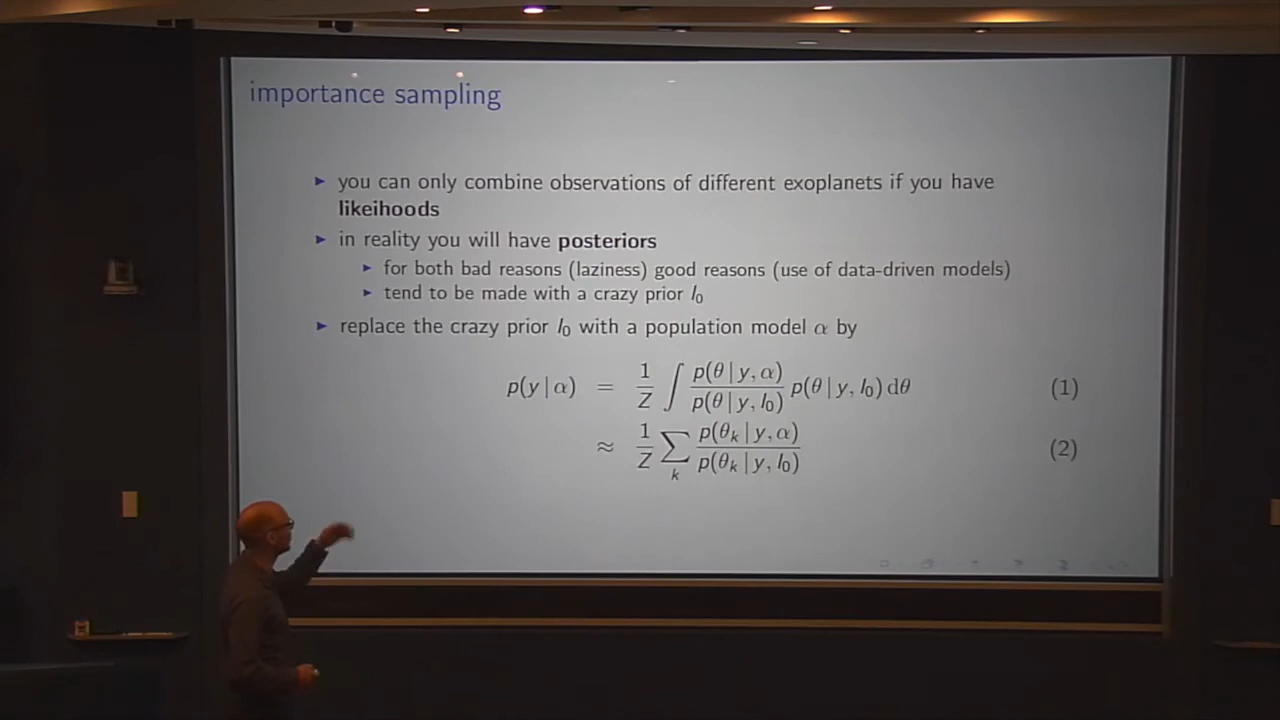 importance sampling
▶ you can only combine observations of different exoplanets if you have
likeihoods
▶ in reality you will have posteriors
▶ for both bad reasons (laziness) good reasons (use of data-driven models)
▶ tend to be made with a crazy prior I₀
▶ replace the crazy prior I₀ with a population model α by
p(y | α) = 1/Z ∫ p(θ | y, α)/p(θ | y, I₀) p(θ | y, I₀) dθ (1)
≈ 1/Z ∑ₖ p(θₖ | y, α)/p(θₖ | y, I₀) (2)